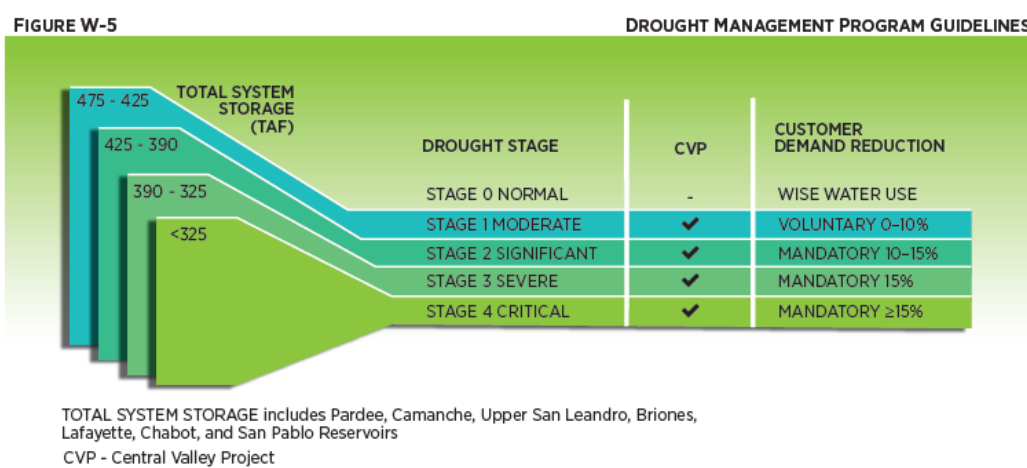 FIGURE W-5
DROUGHT MANAGEMENT PROGRAM GUIDELINES
TOTAL SYSTEM
STORAGE
(TAF)
475 - 425
425 - 390
390 - 325
<325
DROUGHT STAGE CVP CUSTOMER
DEMAND REDUCTION
STAGE 0 NORMAL - WISE WATER USE
STAGE 1 MODERATE ✔ VOLUNTARY 0–10%
STAGE 2 SIGNIFICANT ✔ MANDATORY 10–15%
STAGE 3 SEVERE ✔ MANDATORY 15%
STAGE 4 CRITICAL ✔ MANDATORY ≥15%
TOTAL SYSTEM STORAGE includes Pardee, Camanche, Upper San Leandro, Briones,
Lafayette, Chabot, and San Pablo Reservoirs
CVP - Central Valley Project